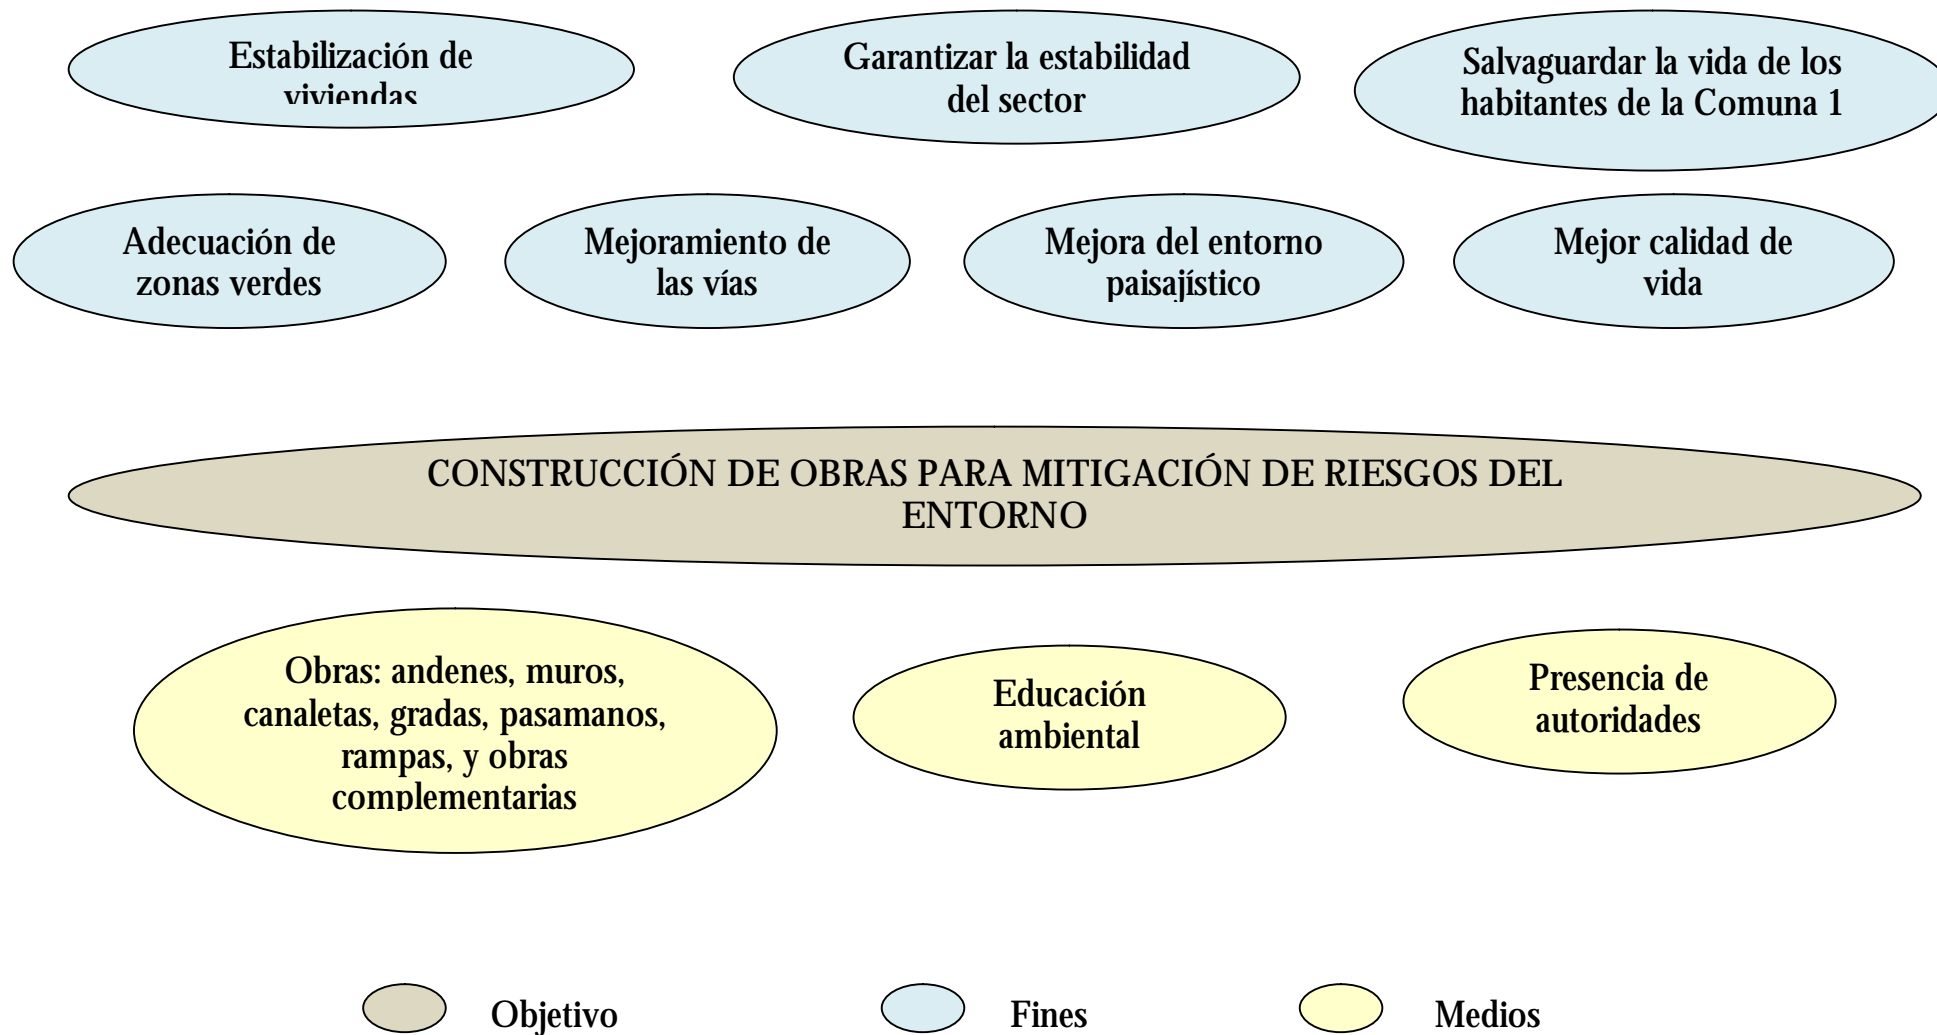 Estabilización de
viviendas
Garantizar la estabilidad
del sector
Salvaguardar la vida de los
habitantes de la Comuna 1
Adecuación de
zonas verdes
Mejoramiento de
las vías
Mejora del entorno
paisajístico
Mejor calidad de
vida
CONSTRUCCIÓN DE OBRAS PARA MITIGACIÓN DE RIESGOS DEL
ENTORNO
Obras: andenes, muros,
canaletas, gradas, pasamanos,
rampas, y obras
complementarias
Educación
ambiental
Presencia de
autoridades
Objetivo
Fines
Medios